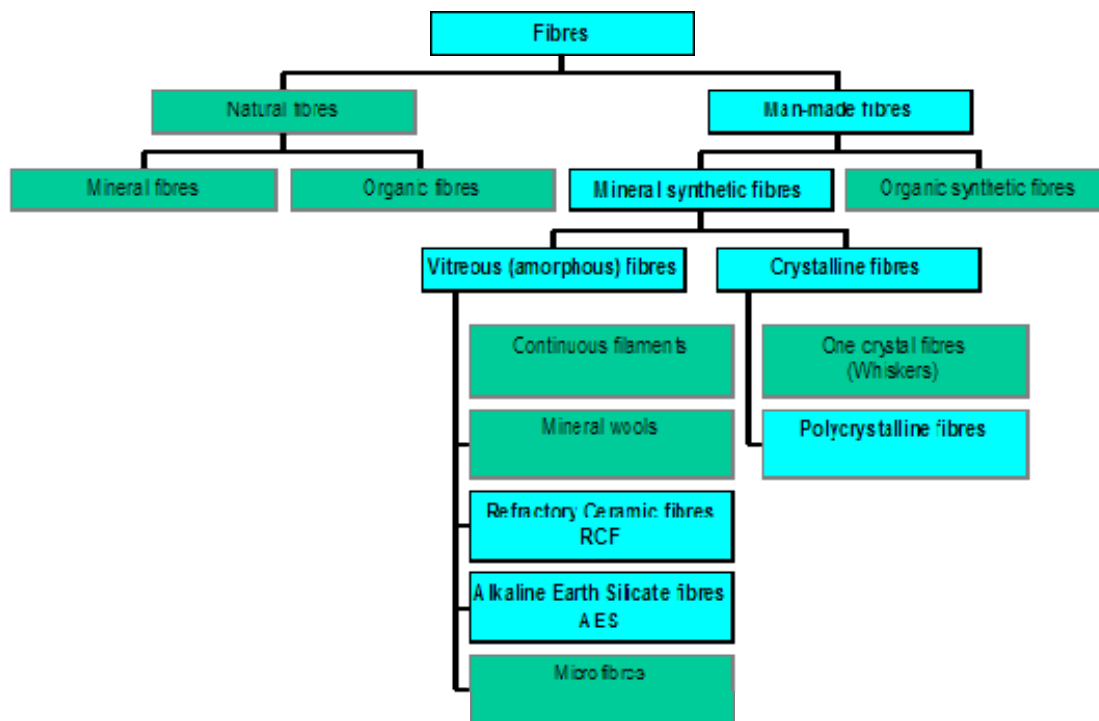 Fibres
Natural fibres
Man-made fibres
Mineral fibres
Organic fibres
Mineral synthetic fibres
Organic synthetic fibres
Vitreous (amorphous) fibres
Crystalline fibres
Continuous filaments
One crystal fibres
(Whiskers)
Mineral wools
Polycrystalline fibres
Refractory Ceramic fibres
RCF
Alkaline Earth Silicate fibres
AES
Microfibres